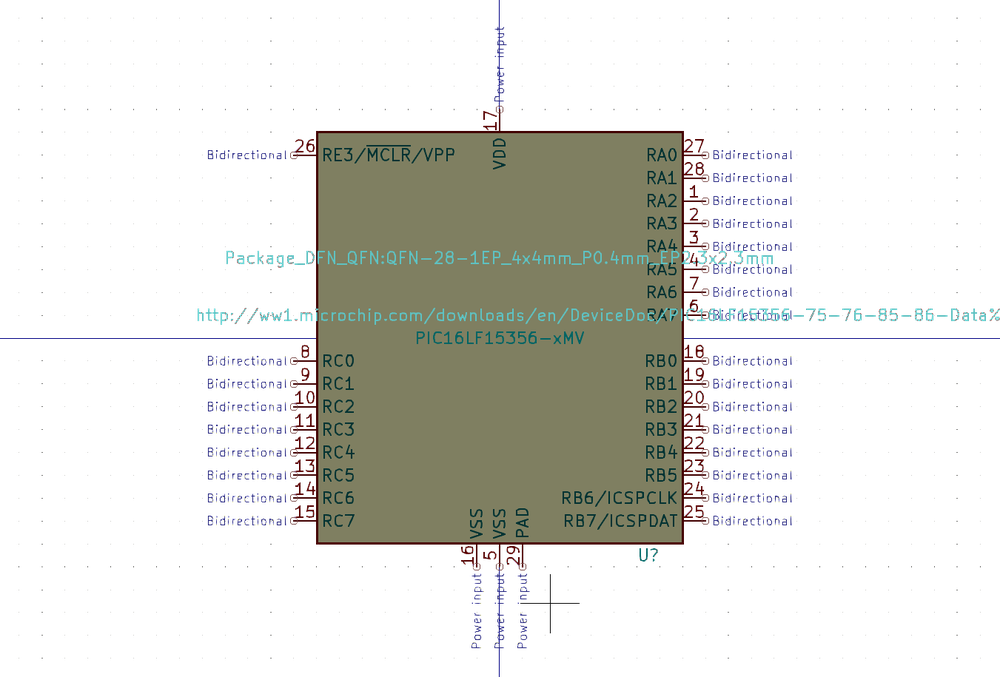 Power input
17
VDD
26
Bidirectional
RE3/MCLR/VPP
RA0
27
Bidirectional
RA1
28
Bidirectional
RA2
1
Bidirectional
RA3
2
Bidirectional
RA4
3
Bidirectional
Package_DFN_QFN:QFN-28-1EP_4x4mm_P0.4mm_EP2.3x2.3mm
RA5
4
Bidirectional
RA6
7
Bidirectional
RA7
6
Bidirectional
http://ww1.microchip.com/downloads/en/DeviceDoc/PIC16LF15356-75-76-85-86-Data%
PIC16LF15356-xMV
Bidirectional
8
RC0
RB0
18
Bidirectional
Bidirectional
9
RC1
RB1
19
Bidirectional
Bidirectional
10
RC2
RB2
20
Bidirectional
Bidirectional
11
RC3
RB3
21
Bidirectional
Bidirectional
12
RC4
RB4
22
Bidirectional
Bidirectional
13
RC5
RB5
23
Bidirectional
Bidirectional
14
RC6
RB6/ICSPCLK
24
Bidirectional
Bidirectional
15
RC7
RB7/ICSPDAT
25
Bidirectional
VSS
VSS
PAD
16
5
29
U?
Power input
Power input
Power input